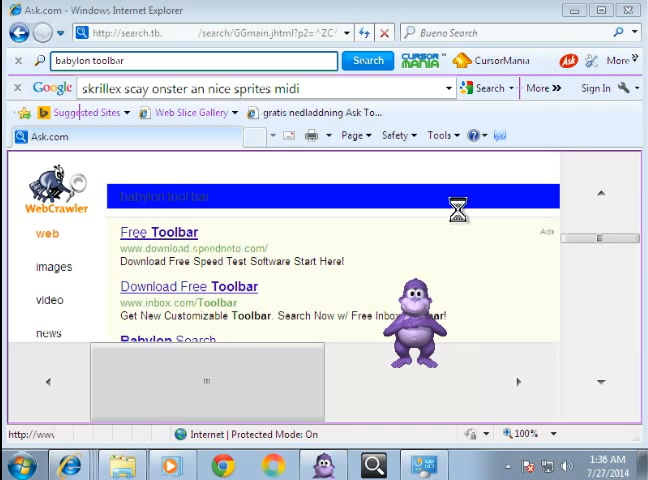 Ask.com - Windows Internet Explorer
http://search.tb. /search/GGmain.jhtml?p2=^ZC^
Bueno Search
babylon toolbar
Search
CURSOR MANIA
CursorMania
Ask
More
Google
skrillex scay onster an nice sprites midi
Search
More »
Sign In
Suggested Sites
Web Slice Gallery
gratis nedladdning Ask To...
Ask.com
Page
Safety
Tools
WebCrawler
babylon tool bar
web
images
video
news
Ads
Free Toolbar
www.download.speedneto.com/
Download Free Speed Test Software Start Here!
Download Free Toolbar
www.inbox.com/Toolbar
Get New Customizable Toolbar. Search Now w/ Free Inbox
Babylon Search
http://www
Internet | Protected Mode: On
100%
1:36 AM
7/27/2014